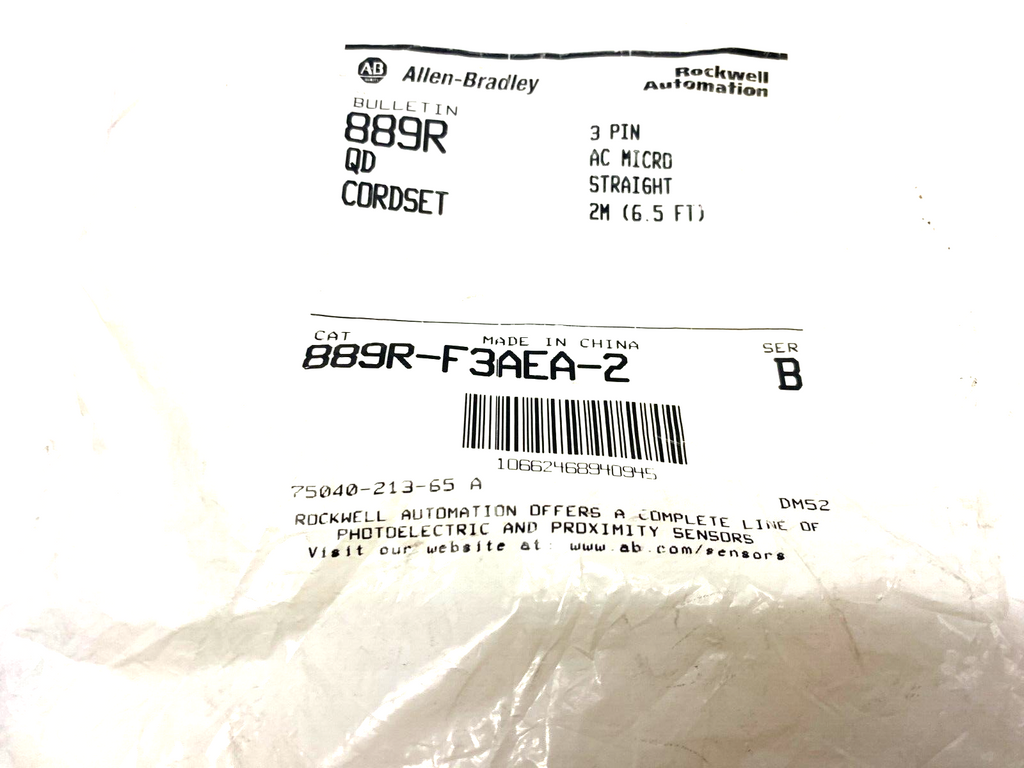 AB Allen-Bradley
Rockwell
Automation
BULLETIN
889R
QD
CORDSET
3 PIN
AC MICRO
STRAIGHT
2M (6.5 FT)
CAT MADE IN CHINA SER
889R-F3AEA-2 B
10662468940945
75040-213-65 A
DM52
ROCKWELL AUTOMATION OFFERS A COMPLETE LINE OF
PHOTOELECTRIC AND PROXIMITY SENSORS
Visit our website at: www.ab.com/sensors